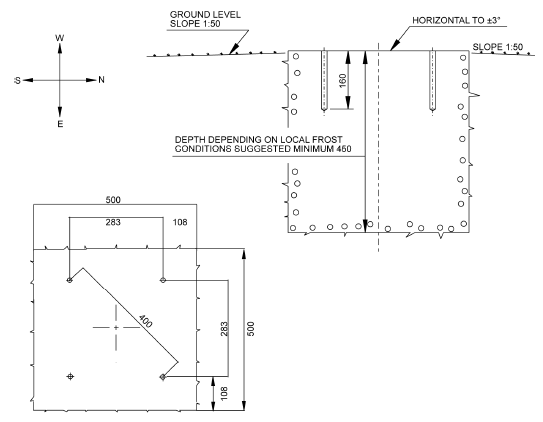 GROUND LEVEL
SLOPE 1:50
HORIZONTAL TO ±3°
SLOPE 1:50
W
S
N
E
160
DEPTH DEPENDING ON LOCAL FROST
CONDITIONS SUGGESTED MINIMUM 450
500
283
108
400
283
500
108